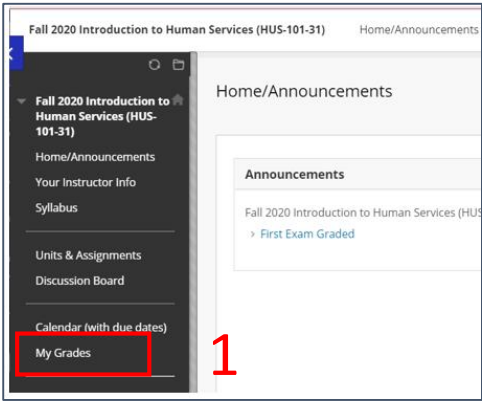 Fall 2020 Introduction to Human Services (HUS-101-31) Home/Announcements
Fall 2020 Introduction to
Human Services (HUS-
101-31)
Home/Announcements
Your Instructor Info
Syllabus
Units & Assignments
Discussion Board
Calendar (with due dates)
My Grades
1
Home/Announcements
Announcements
Fall 2020 Introduction to Human Services (HUS
> First Exam Graded